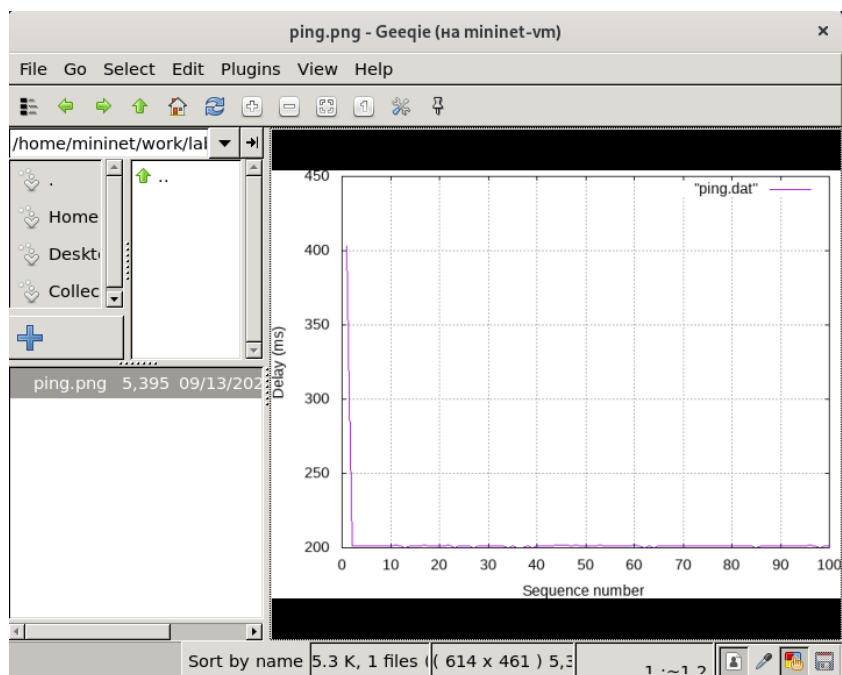 ping.png - Geeqie (на mininet-vm)
File Go Select Edit Plugins View Help
/home/mininet/work/lal
.
..
Home
Deskt
Collec
ping.png 5,395 09/13/202
450
"ping.dat"
400
350
300
250
200
Delay (ms)
0 10 20 30 40 50 60 70 80 90 100
Sequence number
Sort by name 5.3 K, 1 files ( ( 614 x 461 ) 5,3 1 :~1.2